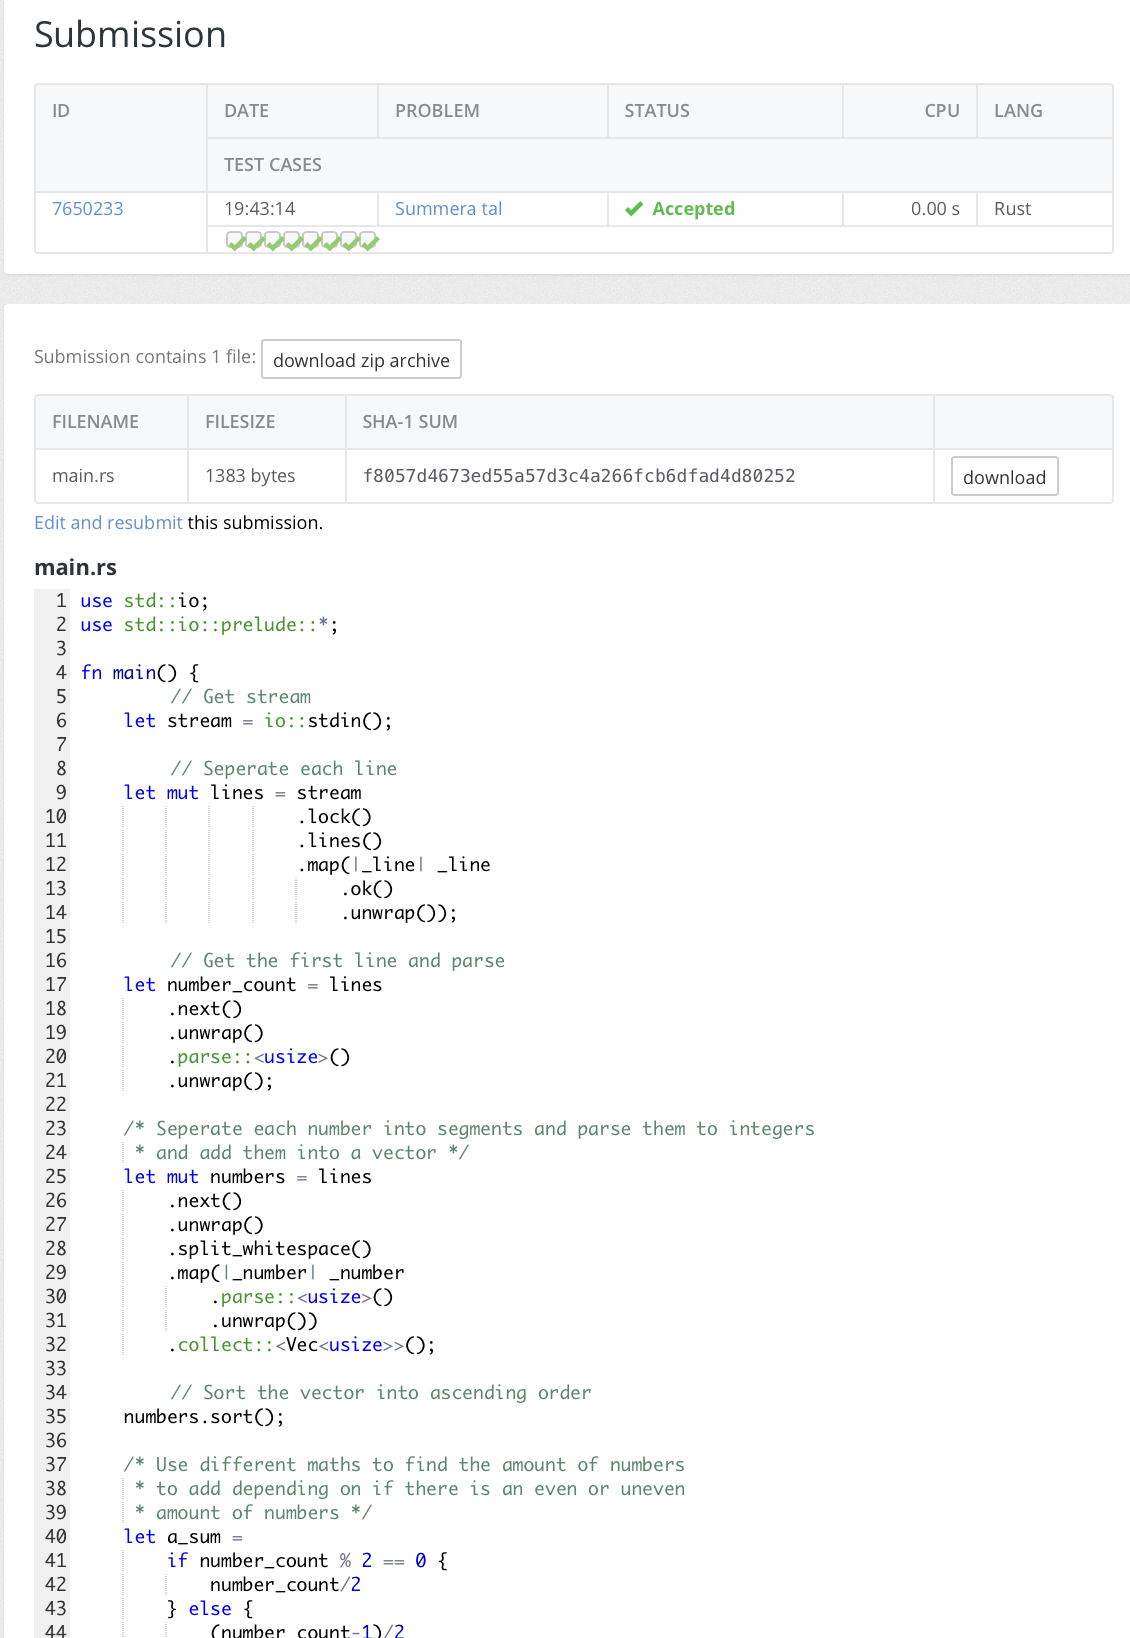 Submission
ID DATE PROBLEM STATUS CPU LANG
TEST CASES
7650233 19:43:14 Summera tal Accepted 0.00 s Rust
Submission contains 1 file: download zip archive
FILENAME FILESIZE SHA-1 SUM
main.rs 1383 bytes f8057d4673ed55a57d3c4a266fcb6dfad4d80252 download
Edit and resubmit this submission.
main.rs
1 use std::io;
2 use std::io::prelude::*;
3
4 fn main() {
5 // Get stream
6 let stream = io::stdin();
7
8 // Seperate each line
9 let mut lines = stream
10 .lock()
11 .lines()
12 .map(|_line| _line
13 .ok()
14 .unwrap());
15
16 // Get the first line and parse
17 let number_count = lines
18 .next()
19 .unwrap()
20 .parse::<usize>()
21 .unwrap();
22
23 /* Seperate each number into segments and parse them to integers
24 * and add them into a vector */
25 let mut numbers = lines
26 .next()
27 .unwrap()
28 .split_whitespace()
29 .map(|_number| _number
30 .parse::<usize>()
31 .unwrap())
32 .collect::<Vec<usize>>();
33
34 // Sort the vector into ascending order
35 numbers.sort();
36
37 /* Use different maths to find the amount of numbers
38 * to add depending on if there is an even or uneven
39 * amount of numbers */
40 let a_sum =
41 if number_count % 2 == 0 {
42 number_count/2
43 } else {
44 (number_count-1)/2